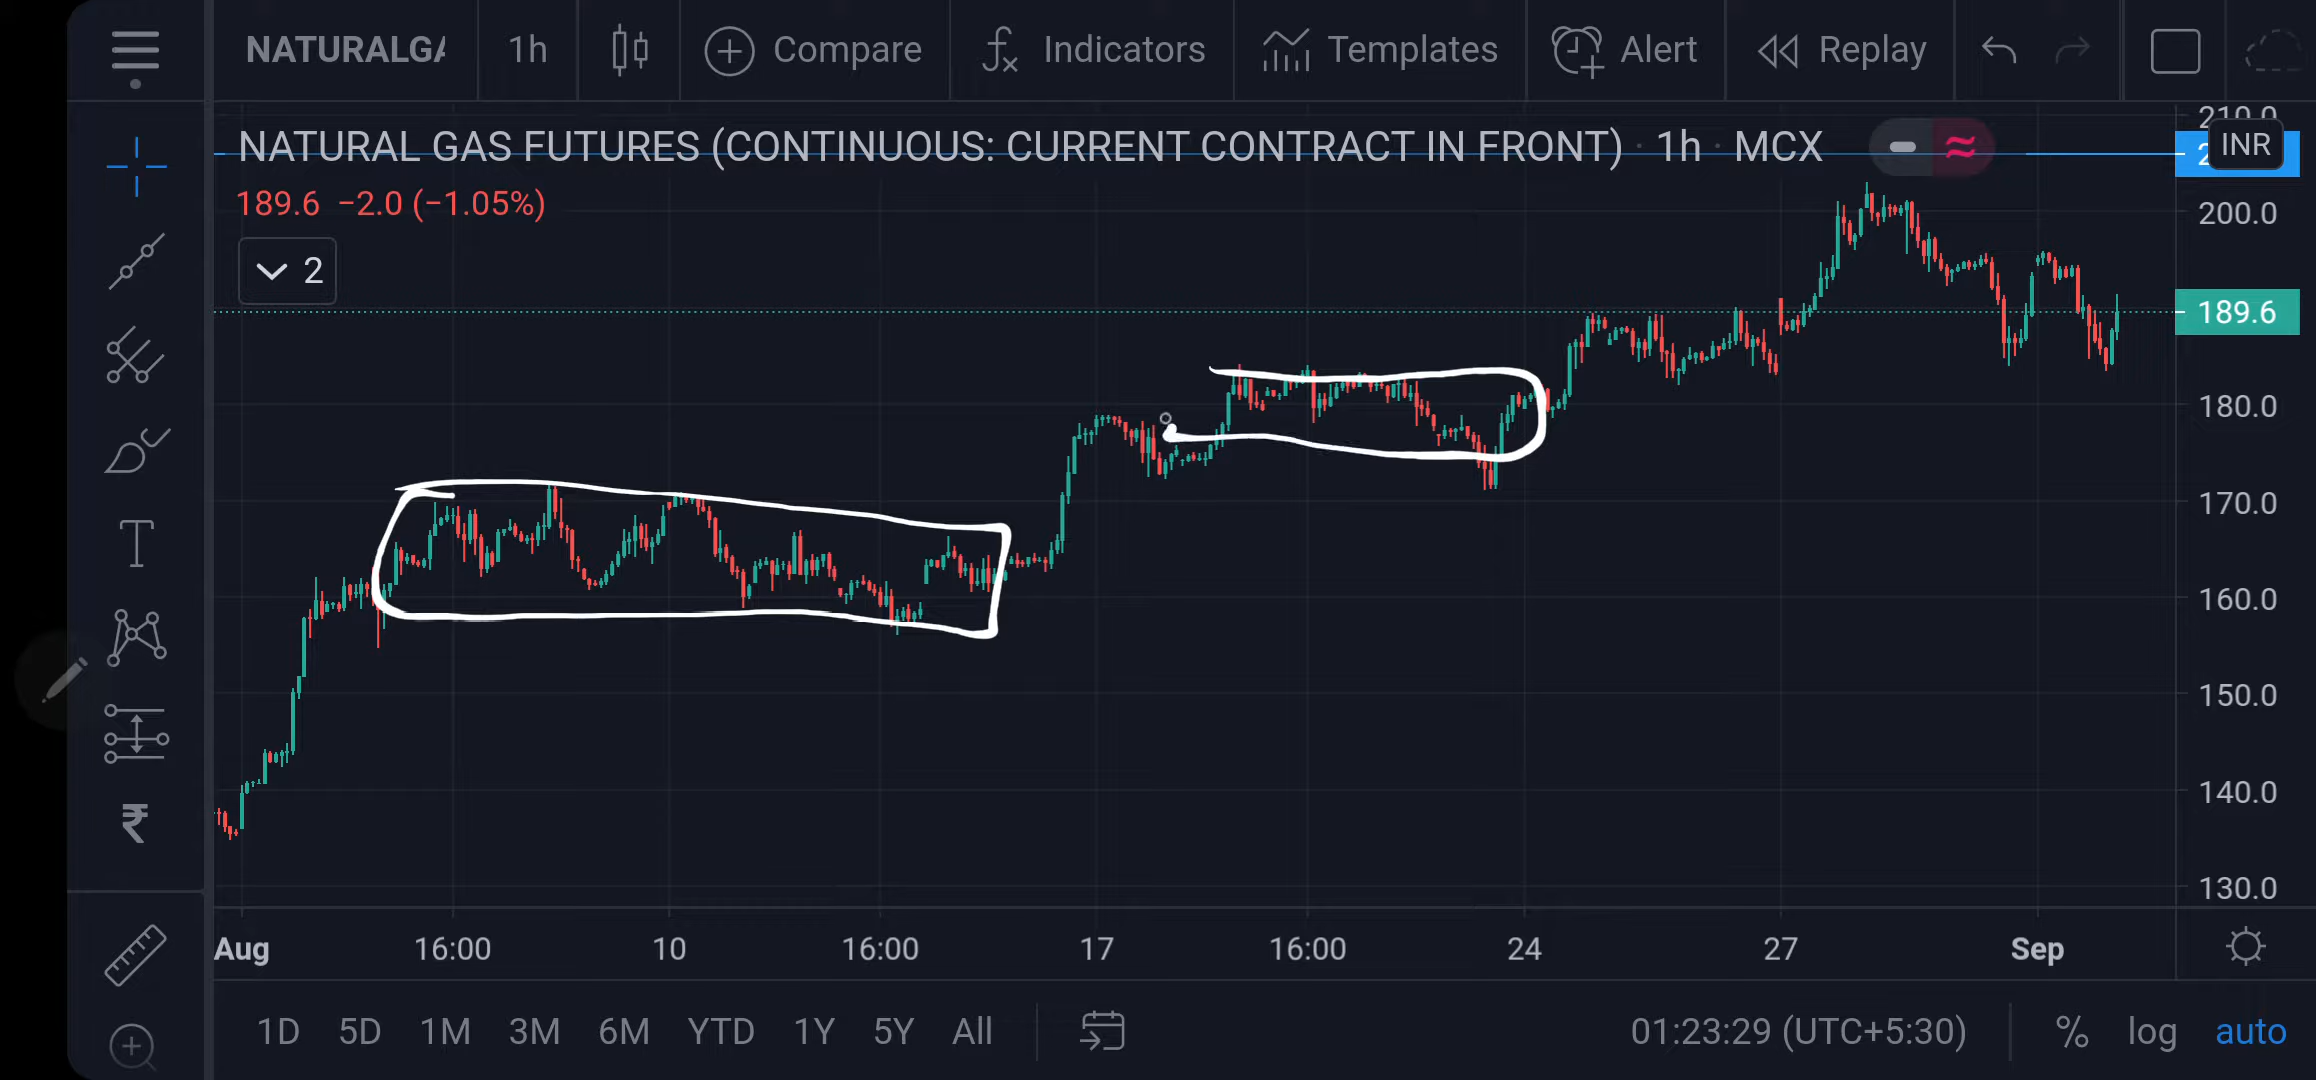 NATURALGA 1h Compare Indicators Templates Alert Replay
NATURAL GAS FUTURES (CONTINUOUS: CURRENT CONTRACT IN FRONT) · 1h · MCX
189.6 −2.0 (−1.05%)
2
210.0
INR
200.0
189.6
180.0
170.0
160.0
150.0
140.0
130.0
Aug 16:00 10 16:00 17 16:00 24 27 Sep
1D 5D 1M 3M 6M YTD 1Y 5Y All 01:23:29 (UTC+5:30) % log auto